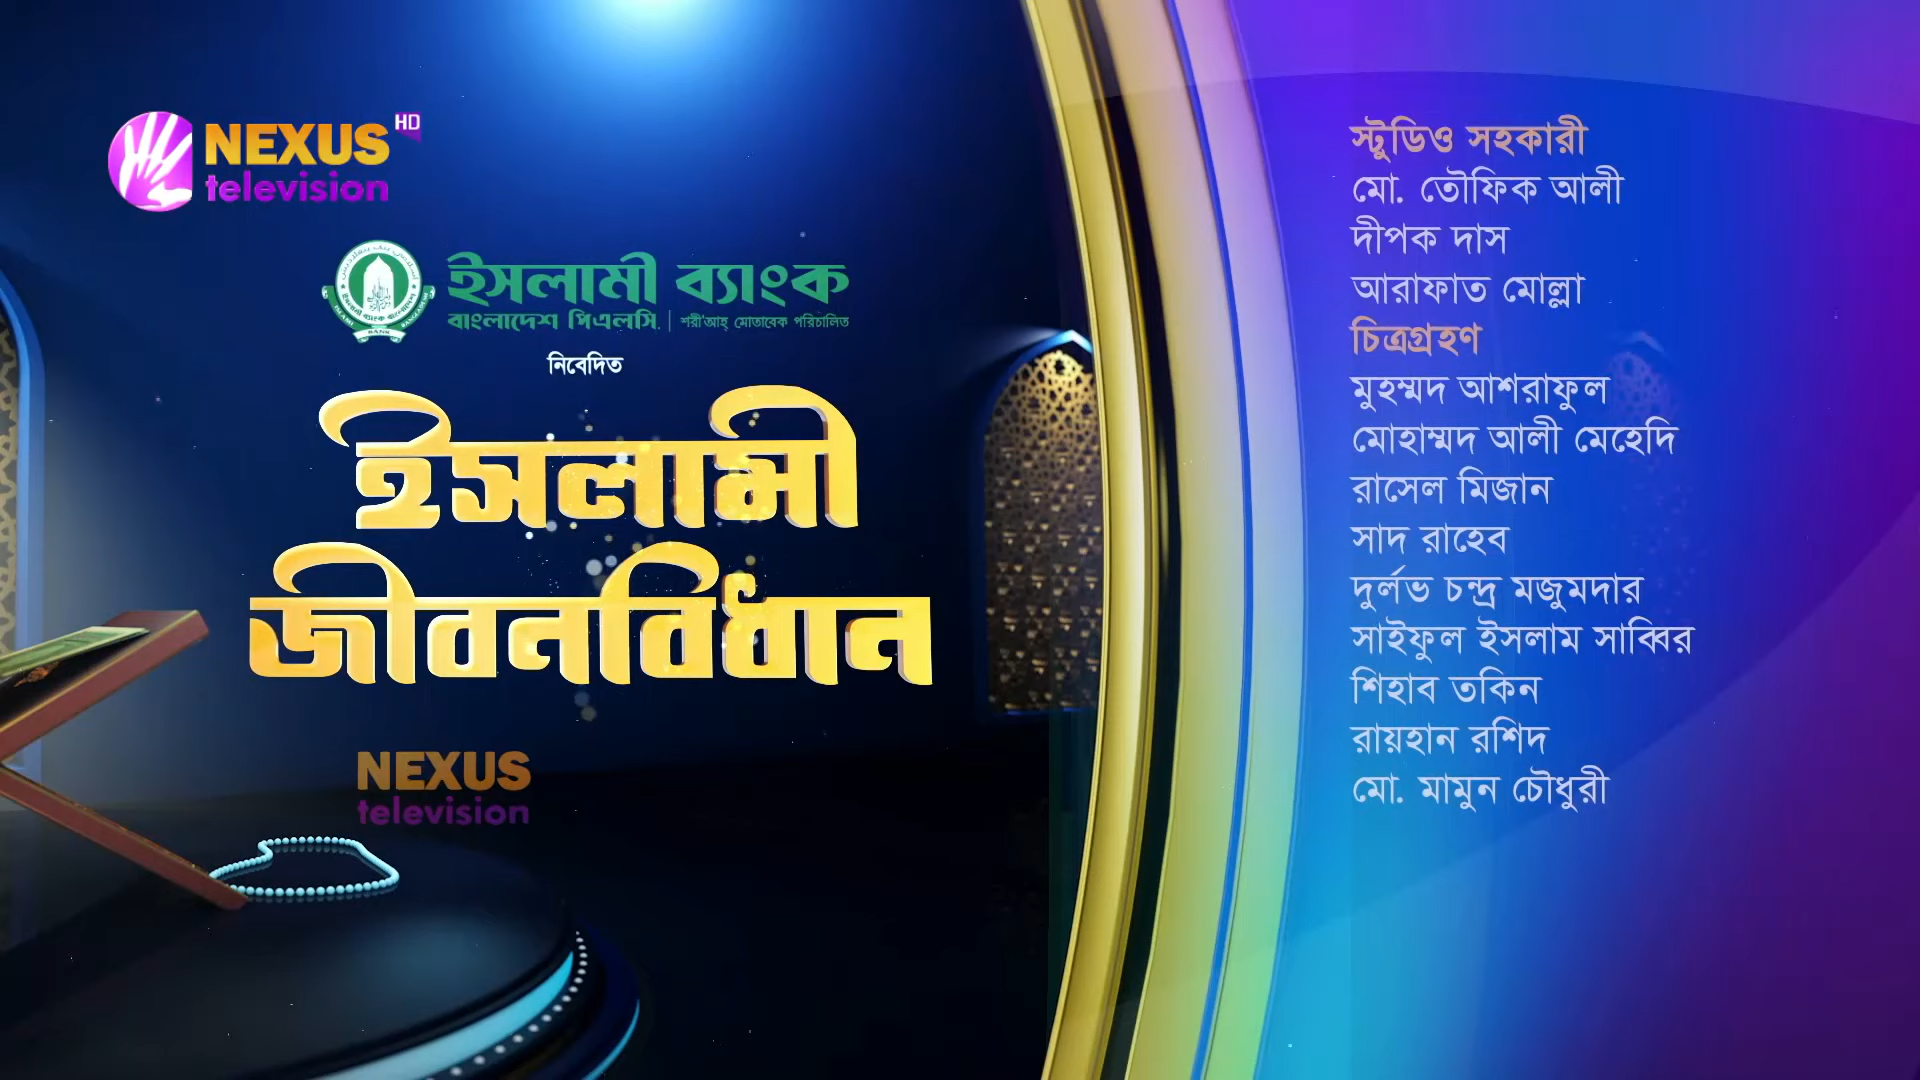 NEXUS HD
television
ইসলামী ব্যাংক
বাংলাদেশ পিএলসি. | শরী'আহ্ মোতাবেক পরিচালিত
নিবেদিত
ইসলামী
জীবনবিধান
NEXUS
television
স্টুডিও সহকারী
মো. তৌফিক আলী
দীপক দাস
আরাফাত মোল্লা
চিত্রগ্রহণ
মুহম্মদ আশরাফুল
মোহাম্মদ আলী মেহেদি
রাসেল মিজান
সাদ রাহেব
দুর্লভ চন্দ্র মজুমদার
সাইফুল ইসলাম সাব্বির
শিহাব তকিন
রায়হান রশিদ
মো. মামুন চৌধুরী